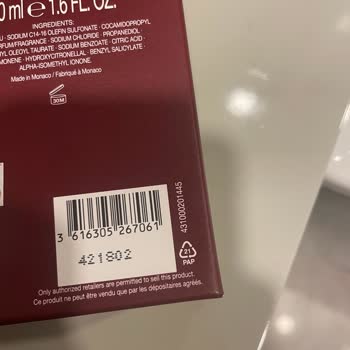 0 ml e 1.6 FL. OZ.
INGREDIENTS:
U - SODIUM C14-16 OLEFIN SULFONATE - COCAMIDOPROPYL
RFUM/FRAGRANCE - SODIUM CHLORIDE - PROPANEDIOL
YL OLEOYL TAURATE - SODIUM BENZOATE - CITRIC ACID -
MONENE - HYDROXYCITRONELLAL - BENZYL SALICYLATE -
ALPHA-ISOMETHYL IONONE.
Made in Monaco / Fabriqué à Monaco
30M
3 616305 267061
421802
431000201445
21
PAP
Only authorized retailers are permitted to sell this product.
Ce produit ne peut être vendu que par les dépositaires agréés.